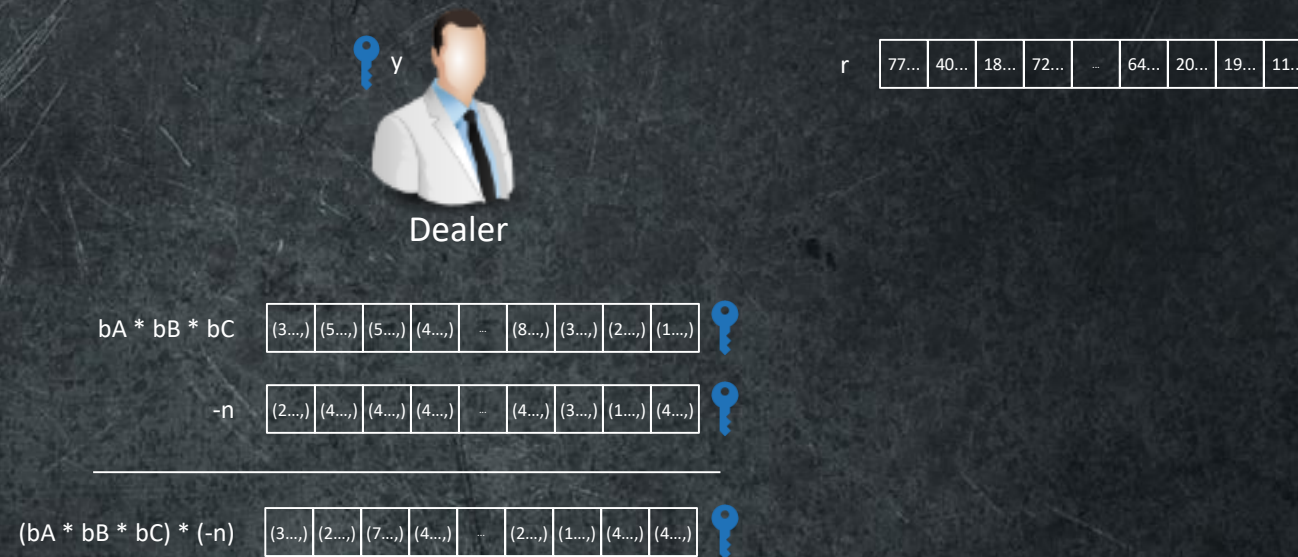 y
r 77... 40... 18... 72... ... 64... 20... 19... 11..
Dealer
bA * bB * bC (3...,) (5...,) (5...,) (4...,) ... (8...,) (3...,) (2...,) (1...,)
-n (2...,) (4...,) (4...,) (4...,) ... (4...,) (3...,) (1...,) (4...,)
(bA * bB * bC) * (-n) (3...,) (2...,) (7...,) (4...,) ... (2...,) (1...,) (4...,) (4...,)